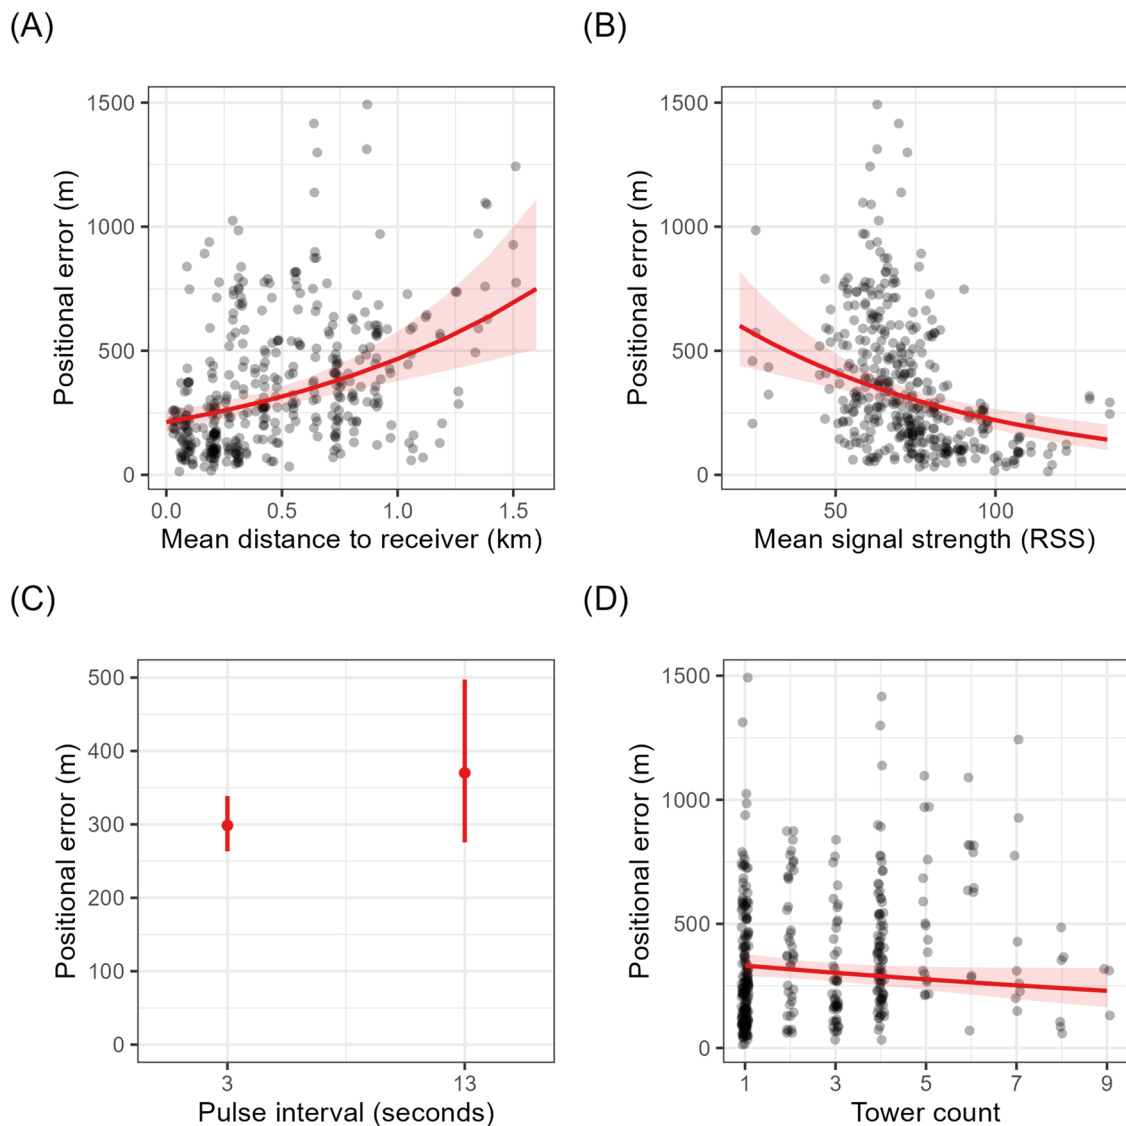 (A)
(B)
Positional error (m)
1500
1000
500
0
0.0 0.5 1.0 1.5
Mean distance to receiver (km)
Positional error (m)
1500
1000
500
0
50 100
Mean signal strength (RSS)
(C)
(D)
Positional error (m)
500
400
300
200
100
0
3 13
Pulse interval (seconds)
Positional error (m)
1500
1000
500
0
1 3 5 7 9
Tower count